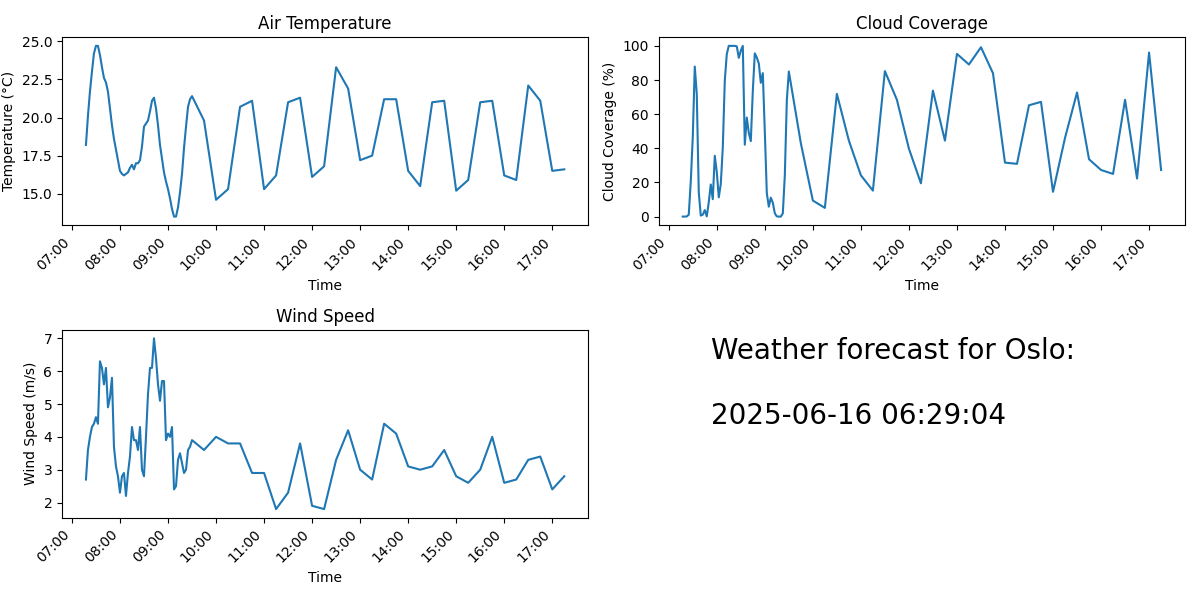 Air Temperature
Temperature (°C)
25.0
22.5
20.0
17.5
15.0
07:00 08:00 09:00 10:00 11:00 12:00 13:00 14:00 15:00 16:00 17:00
Time
Cloud Coverage
Cloud Coverage (%)
100
80
60
40
20
0
07:00 08:00 09:00 10:00 11:00 12:00 13:00 14:00 15:00 16:00 17:00
Time
Wind Speed
Wind Speed (m/s)
7
6
5
4
3
2
07:00 08:00 09:00 10:00 11:00 12:00 13:00 14:00 15:00 16:00 17:00
Time
Weather forecast for Oslo:
2025-06-16 06:29:04